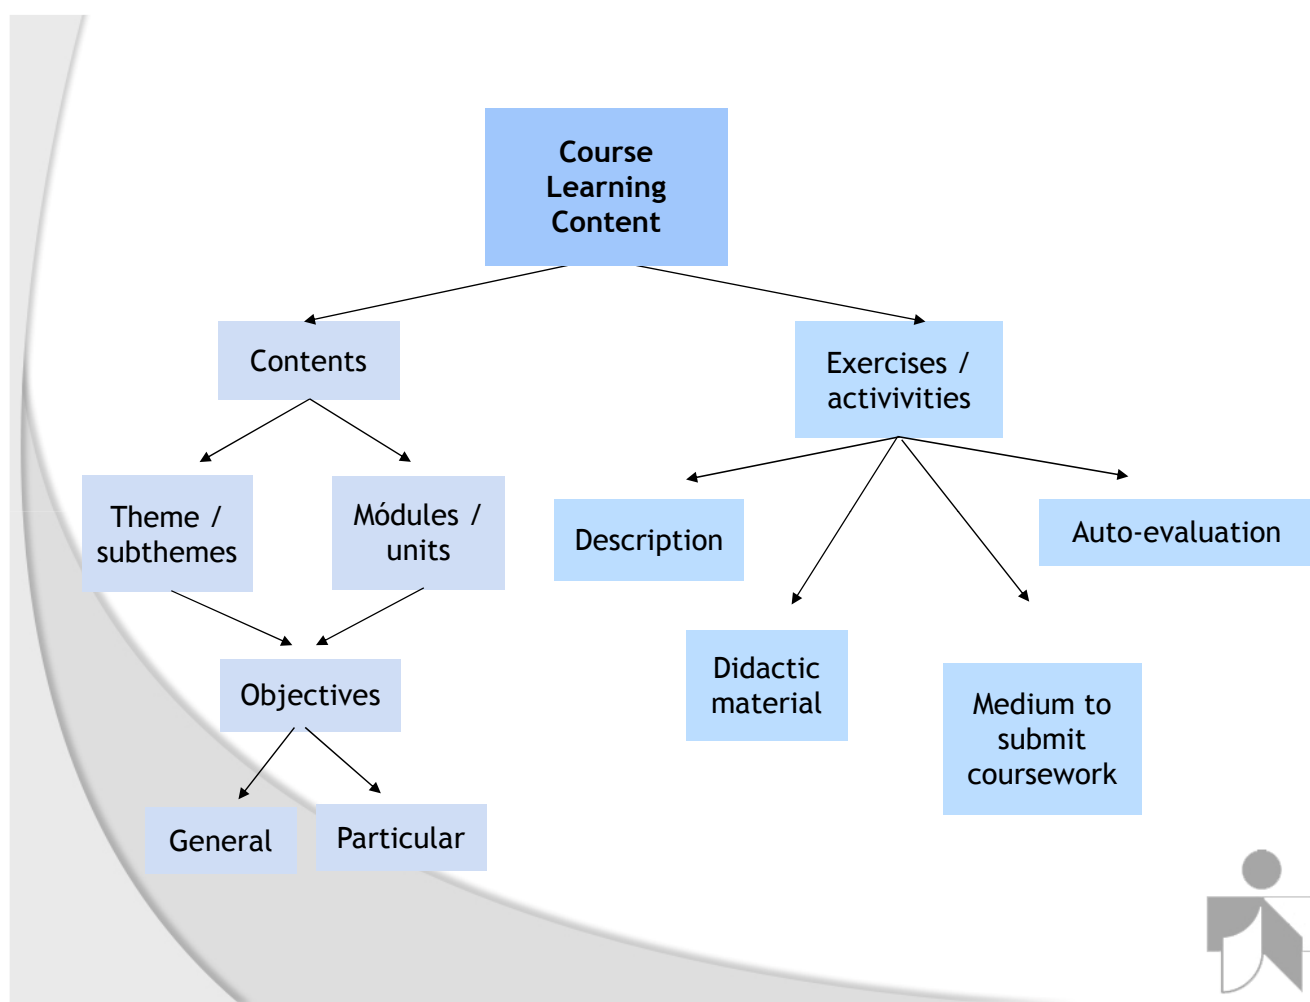 Course
Learning
Content
Contents
Exercises /
activivities
Theme /
subthemes
Módules /
units
Description
Auto-evaluation
Objectives
Didactic
material
Medium to
submit
coursework
General
Particular